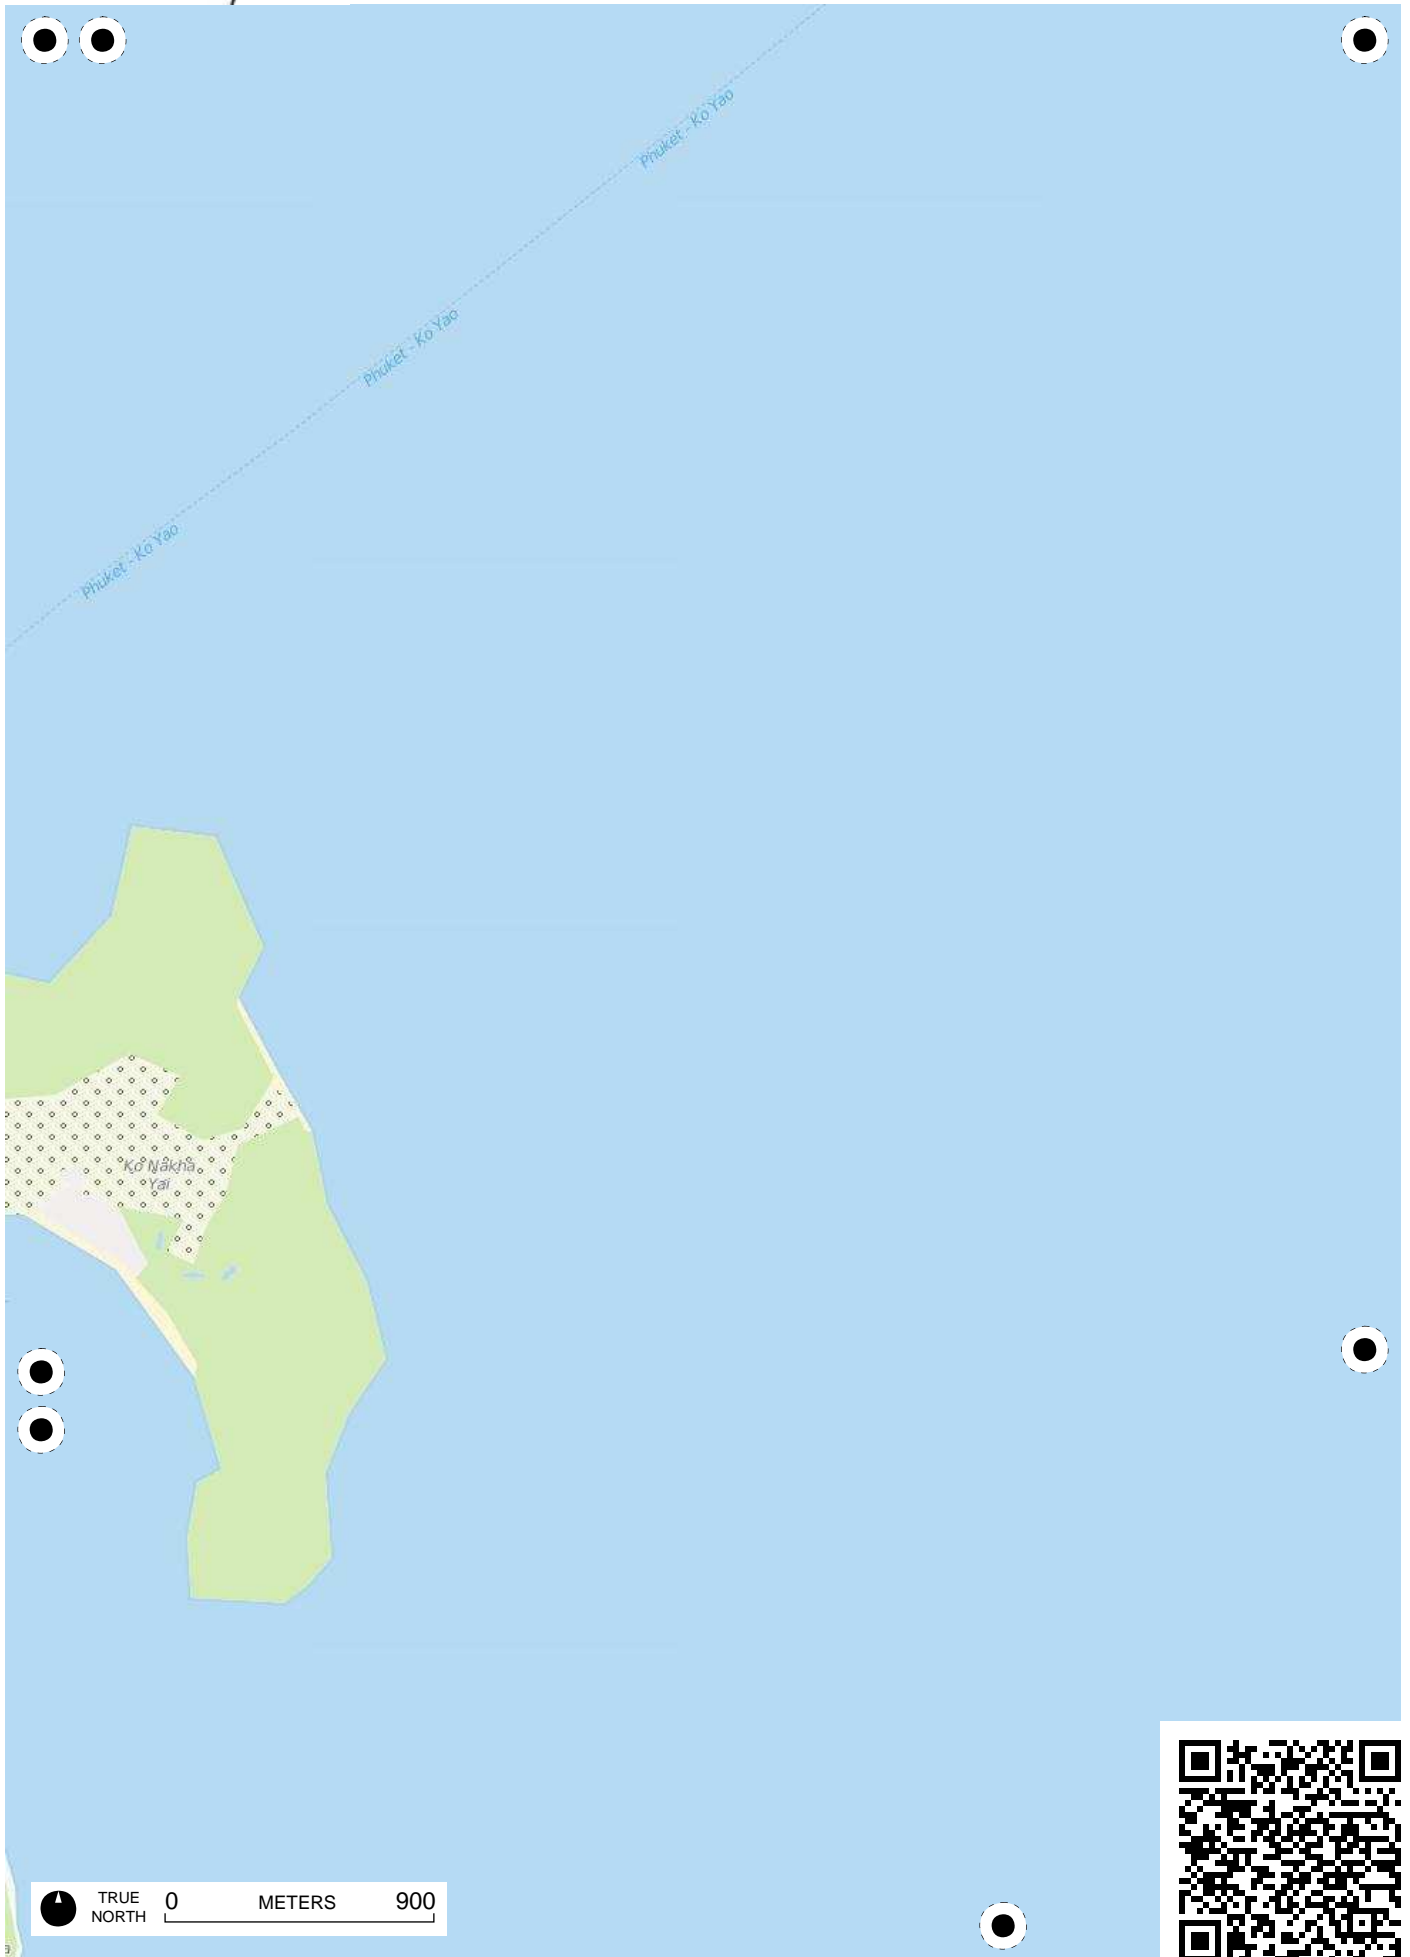 Phuket - Ko Yao
Phuket - Ko Yao
Phuket - Ko Yao
Ko Nakha
Yai
TRUE
NORTH
0 METERS 900